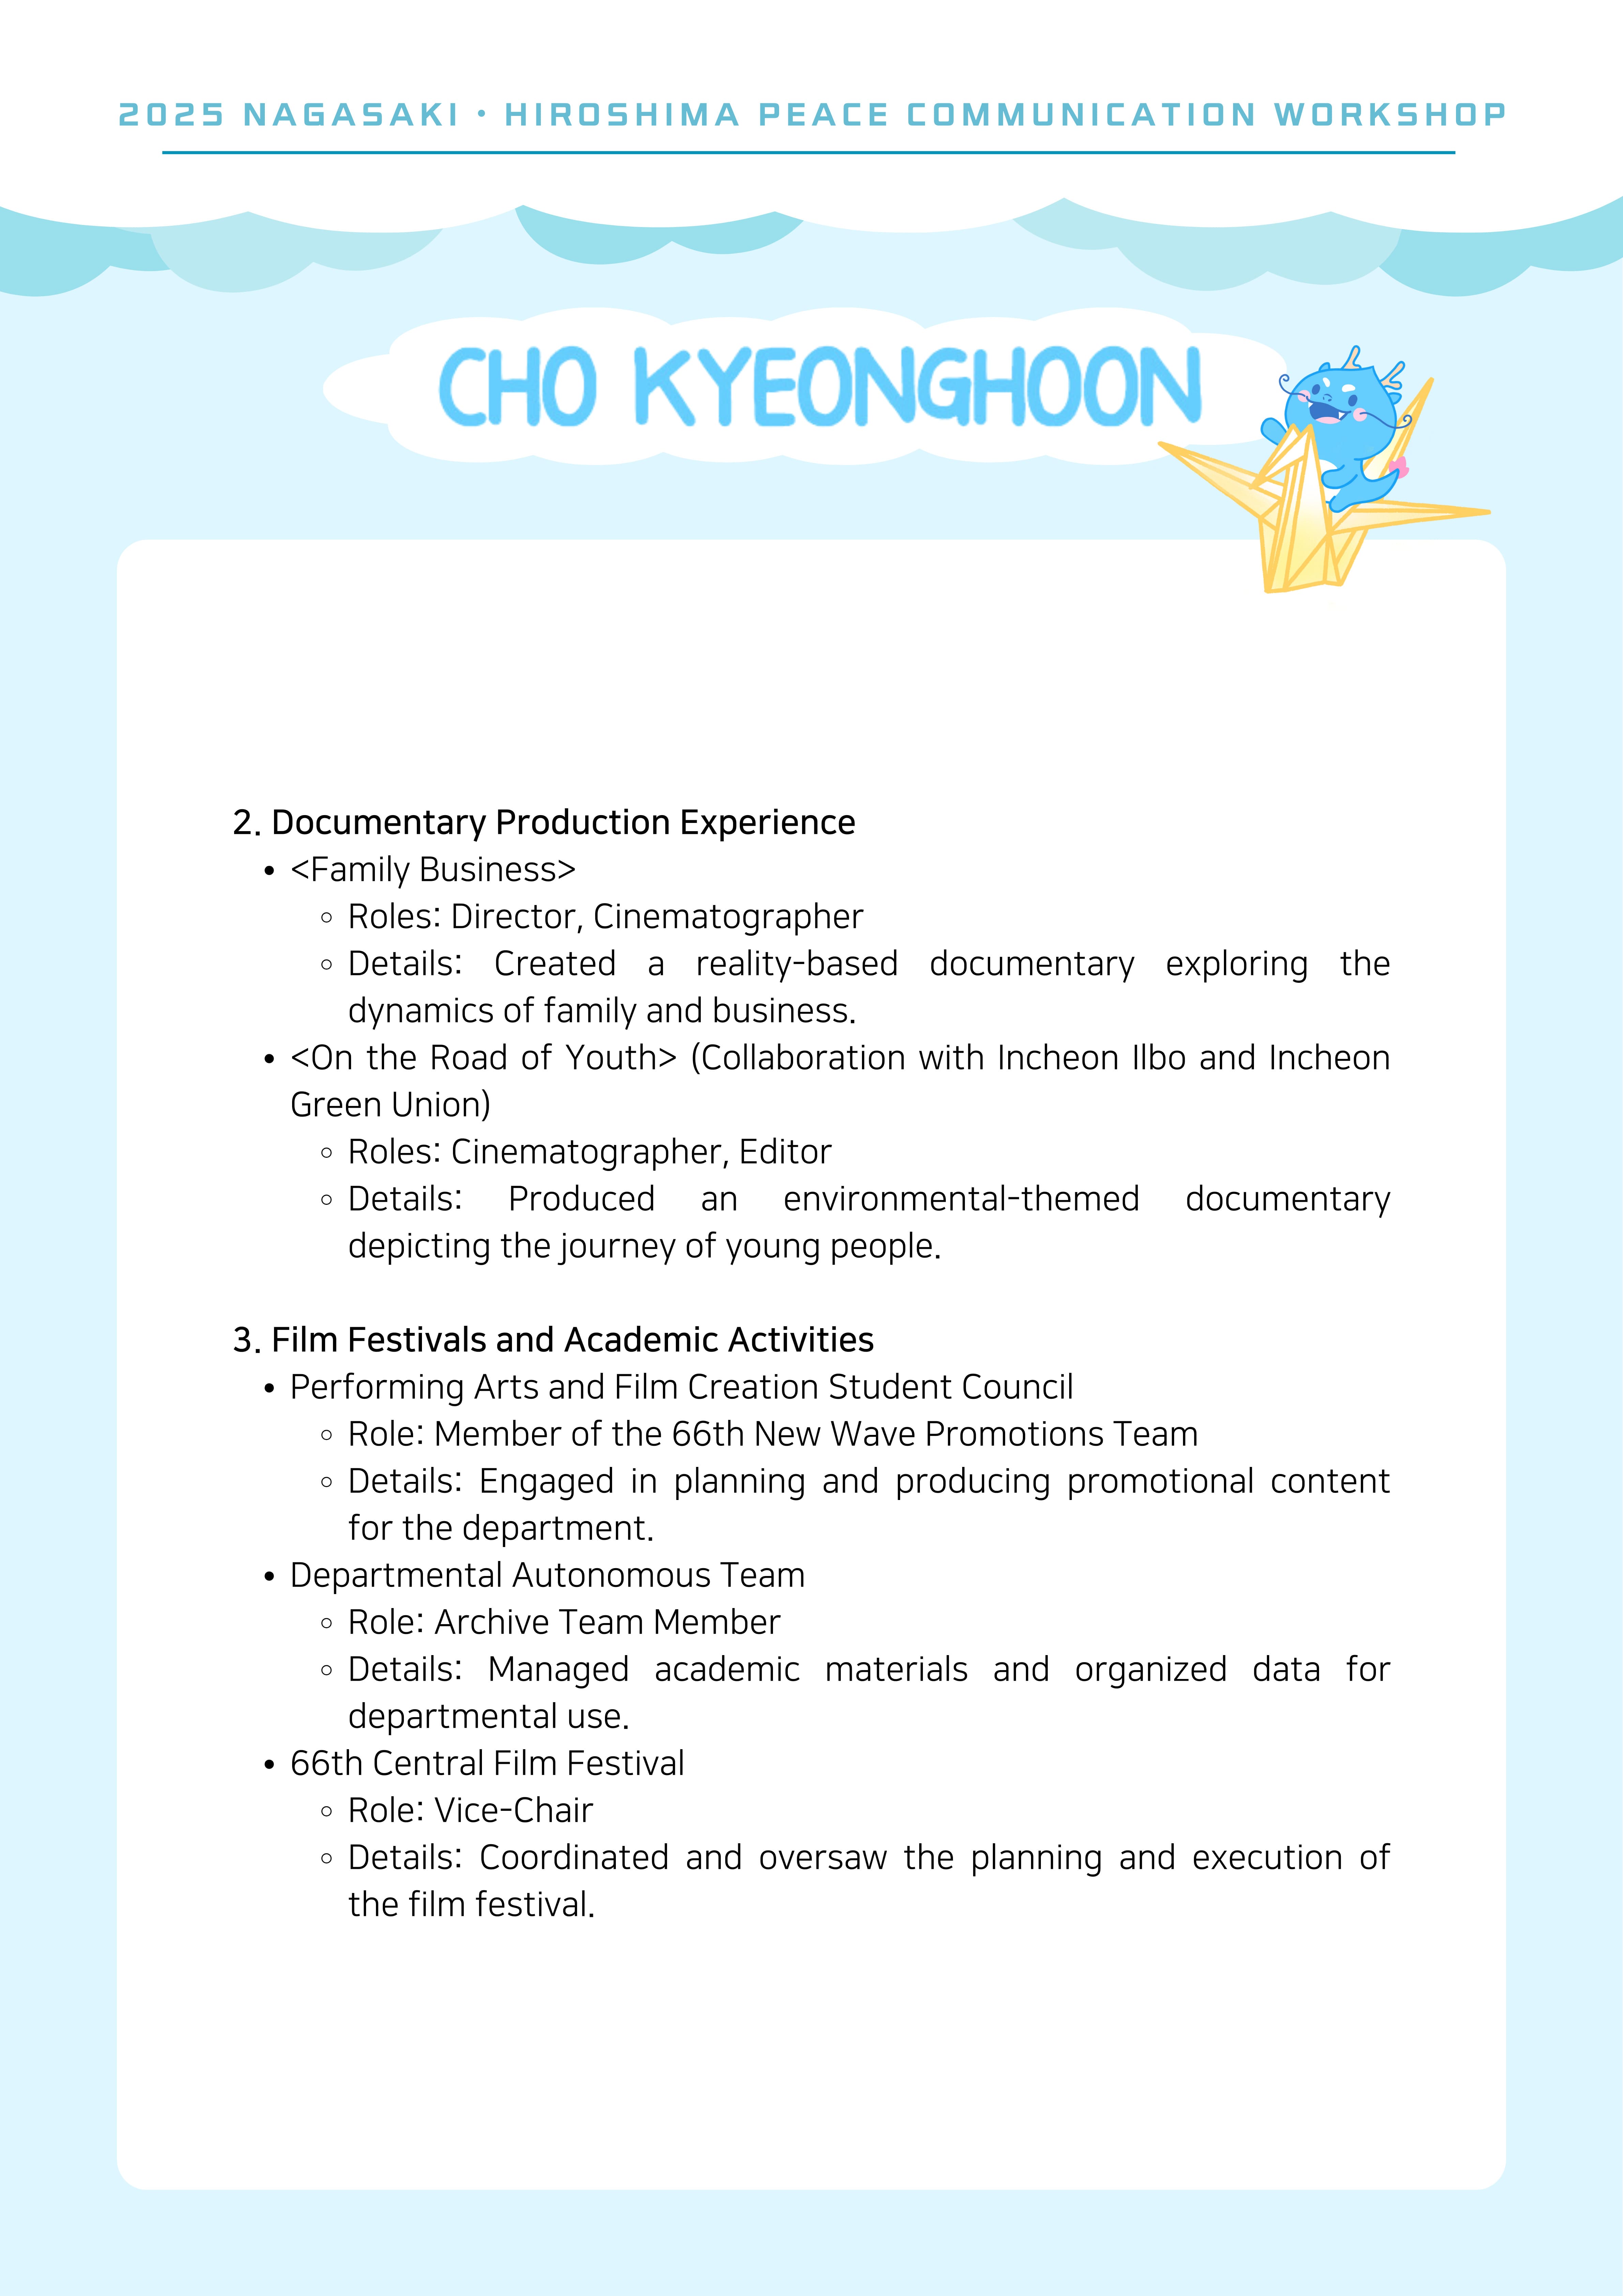 2025 NAGASAKI • HIROSHIMA PEACE COMMUNICATION WORKSHOP
CHO KYEONGHOON
2. Documentary Production Experience
• <Family Business>
◦ Roles: Director, Cinematographer
◦ Details: Created a reality-based documentary exploring the
dynamics of family and business.
• <On the Road of Youth> (Collaboration with Incheon Ilbo and Incheon
Green Union)
◦ Roles: Cinematographer, Editor
◦ Details: Produced an environmental-themed documentary
depicting the journey of young people.
3. Film Festivals and Academic Activities
• Performing Arts and Film Creation Student Council
◦ Role: Member of the 66th New Wave Promotions Team
◦ Details: Engaged in planning and producing promotional content
for the department.
• Departmental Autonomous Team
◦ Role: Archive Team Member
◦ Details: Managed academic materials and organized data for
departmental use.
• 66th Central Film Festival
◦ Role: Vice-Chair
◦ Details: Coordinated and oversaw the planning and execution of
the film festival.